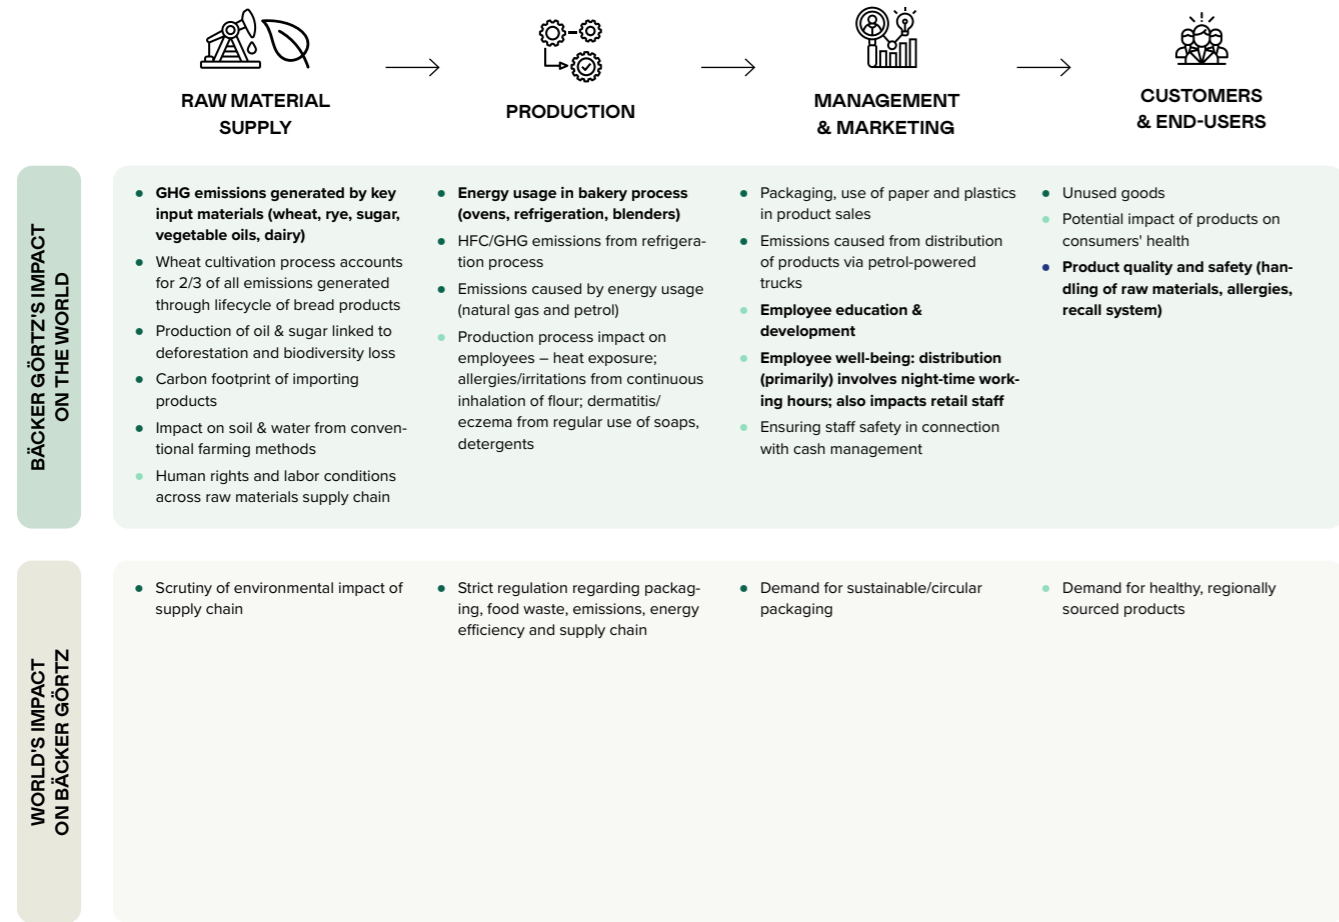 RAW MATERIAL
SUPPLY
PRODUCTION
MANAGEMENT
& MARKETING
CUSTOMERS
& END-USERS
BÄCKER GÖRTZ'S IMPACT
ON THE WORLD
GHG emissions generated by key
input materials (wheat, rye, sugar,
vegetable oils, dairy)
Wheat cultivation process accounts
for 2/3 of all emissions generated
through lifecycle of bread products
Production of oil & sugar linked to
deforestation and biodiversity loss
Carbon footprint of importing
products
Impact on soil & water from conven-
tional farming methods
Human rights and labor conditions
across raw materials supply chain
Energy usage in bakery process
(ovens, refrigeration, blenders)
HFC/GHG emissions from refrigera-
tion process
Emissions caused by energy usage
(natural gas and petrol)
Production process impact on
employees – heat exposure;
allergies/irritations from continuous
inhalation of flour; dermatitis/
eczema from regular use of soaps,
detergents
Packaging, use of paper and plastics
in product sales
Emissions caused from distribution
of products via petrol-powered
trucks
Employee education &
development
Employee well-being: distribution
(primarily) involves night-time work-
ing hours; also impacts retail staff
Ensuring staff safety in connection
with cash management
Unused goods
Potential impact of products on
consumers' health
Product quality and safety (han-
dling of raw materials, allergies,
recall system)
WORLD'S IMPACT
ON BÄCKER GÖRTZ
Scrutiny of environmental impact of
supply chain
Strict regulation regarding packag-
ing, food waste, emissions, energy
efficiency and supply chain
Demand for sustainable/circular
packaging
Demand for healthy, regionally
sourced products